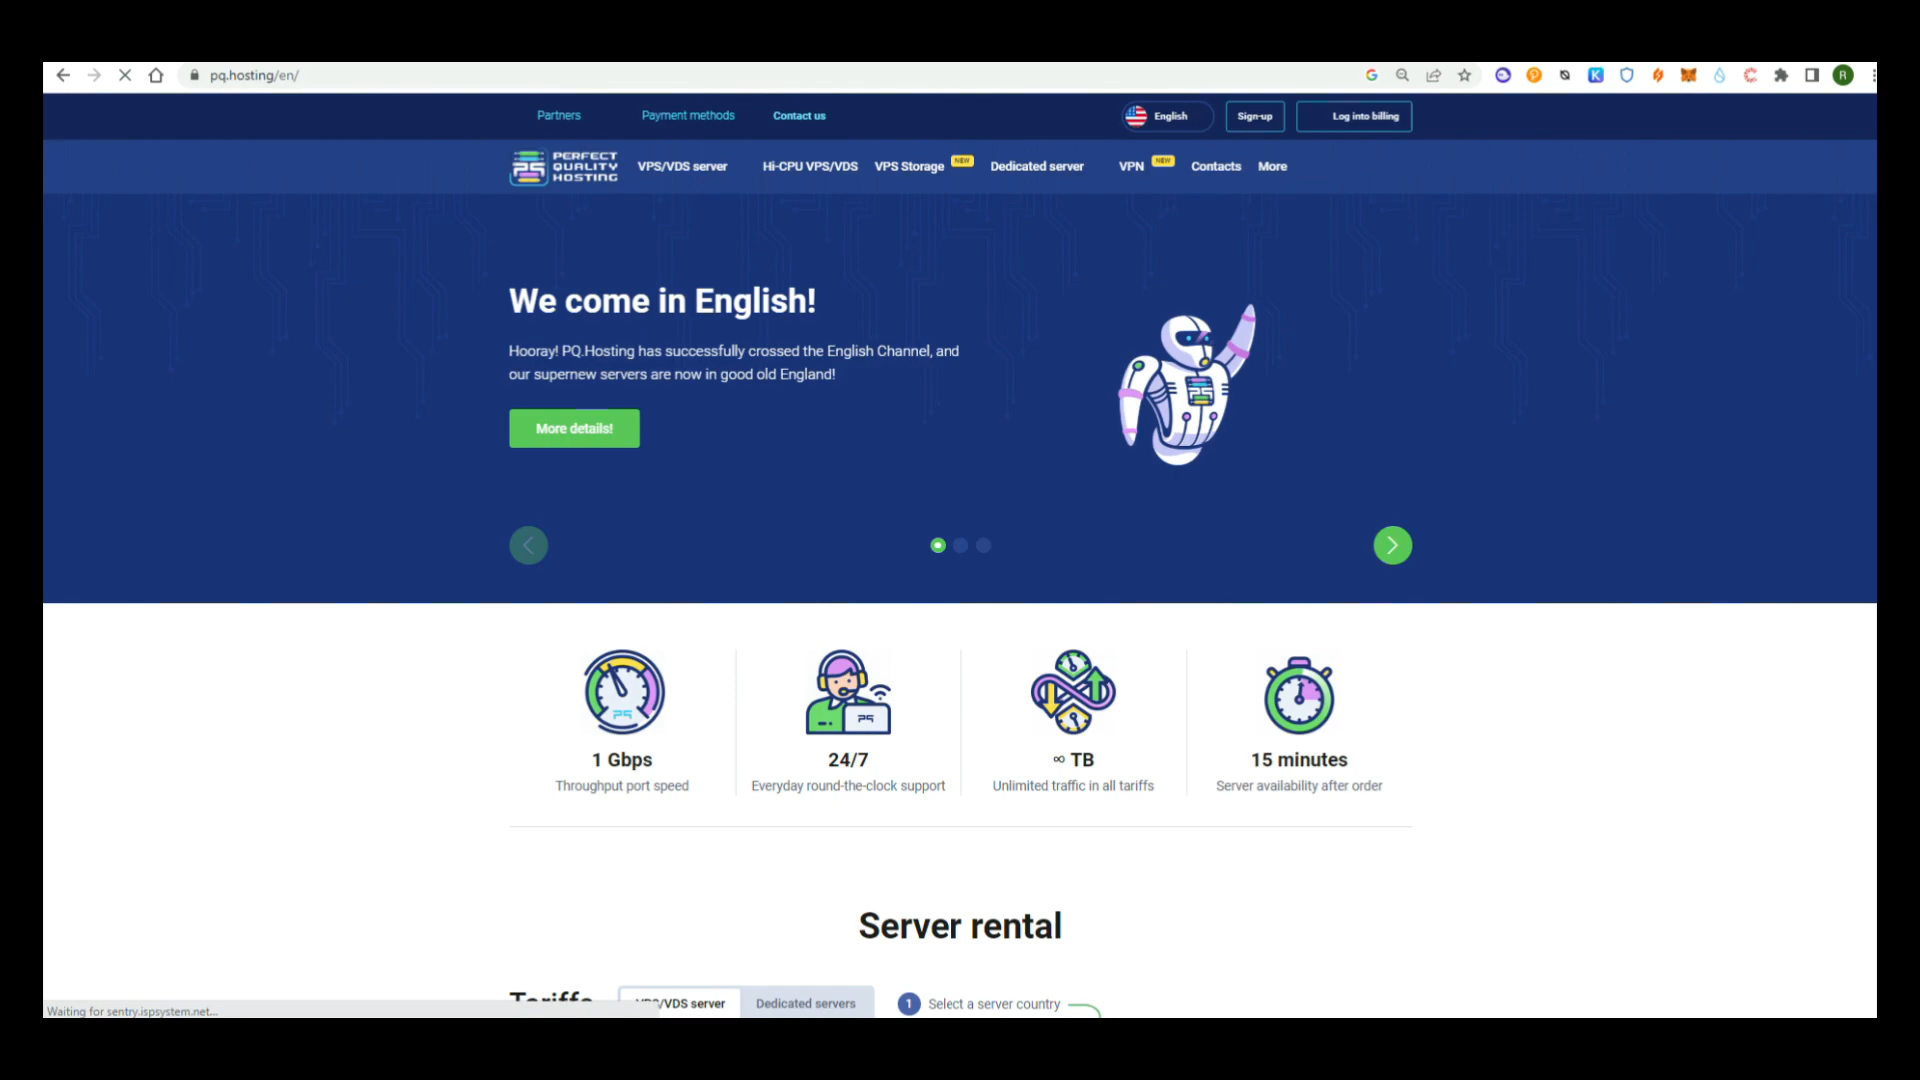 pq.hosting/en/
R
Partners
Payment methods
Contact us
English
Sign-up
Log into billing
PERFECT
QUALITY
HOSTING
VPS/VDS server
Hi-CPU VPS/VDS
VPS Storage
NEW
Dedicated server
VPN
NEW
Contacts
More
We come in English!
Hooray! PQ.Hosting has successfully crossed the English Channel, and
our supernew servers are now in good old England!
More details!
1 Gbps
Throughput port speed
24/7
Everyday round-the-clock support
∞ TB
Unlimited traffic in all tariffs
15 minutes
Server availability after order
Server rental
Tariffs
VPS/VDS server
Dedicated servers
1
Select a server country
Waiting for sentry.ispsystem.net...